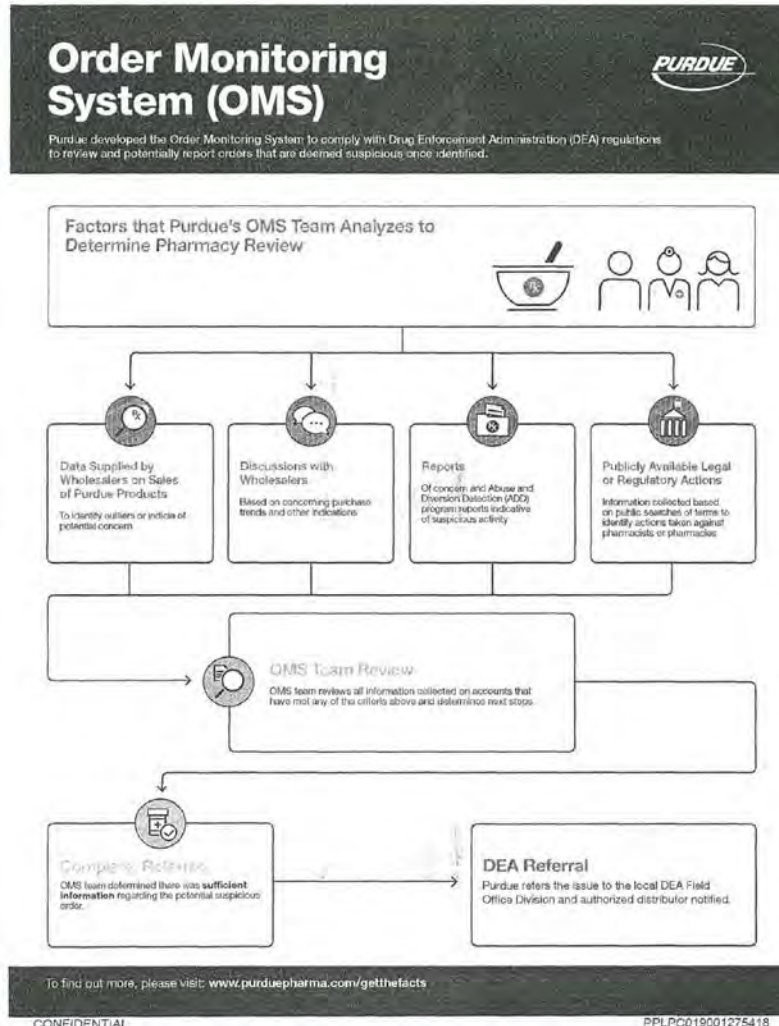 Order Monitoring
System (OMS)
PURDUE
Purdue developed the Order Monitoring System to comply with Drug Enforcement Administration (DEA) regulations
to review and potentially report orders that are deemed suspicious once identified.
Factors that Purdue's OMS Team Analyzes to
Determine Pharmacy Review
Data Supplied by
Wholesalers on Sales
of Purdue Products
To identify outliers or indicia of
potential concern
Discussions with
Wholesalers
Based on concerning purchase
trends and other indications
Reports
Of concern and Abuse and
Diversion Detection (ADD)
program reports indicative
of suspicious activity
Publicly Available Legal
or Regulatory Actions
Information collected based
on public searches of terms to
identify actions taken against
pharmacists or pharmacies
OMS Team Review
OMS team reviews all information collected on accounts that
have met any of the criteria above and determines next steps.
OMS team determined there was sufficient
information regarding the potential suspicious
order.
DEA Referral
Purdue refers the issue to the local DEA Field
Office Division and authorized distributor notified.
To find out more, please visit: www.purduepharma.com/getthefacts
CONFIDENTIAL
PPLPC019001275418